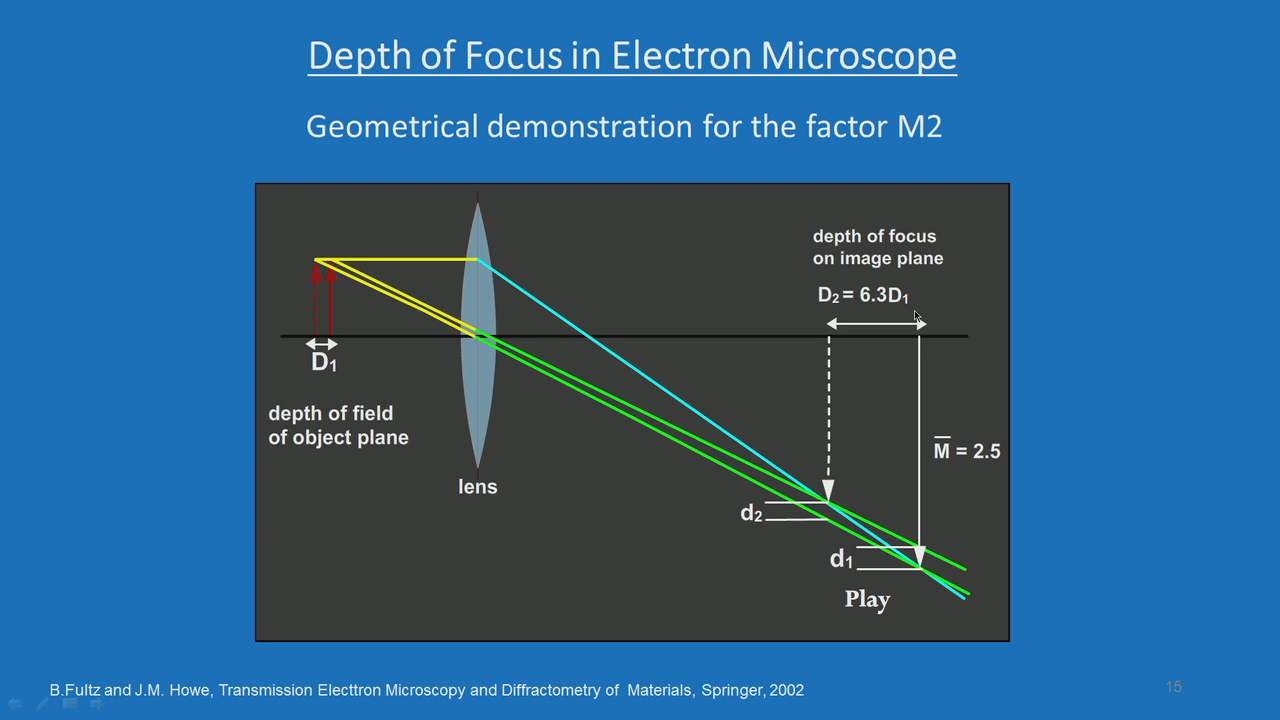 Depth of Focus in Electron Microscope
Geometrical demonstration for the factor M2
depth of focus
on image plane
D₂ = 6.3D₁
D₁
depth of field
of object plane
M̅ = 2.5
lens
d₂
d₁
Play
B.Fultz and J.M. Howe, Transmission Electtron Microscopy and Diffractometry of Materials, Springer, 2002
15